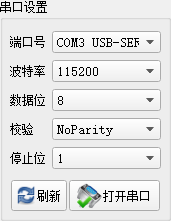 串口设置
端口号 COM3 USB-SER
波特率 115200
数据位 8
校验 NoParity
停止位 1
刷新 打开串口